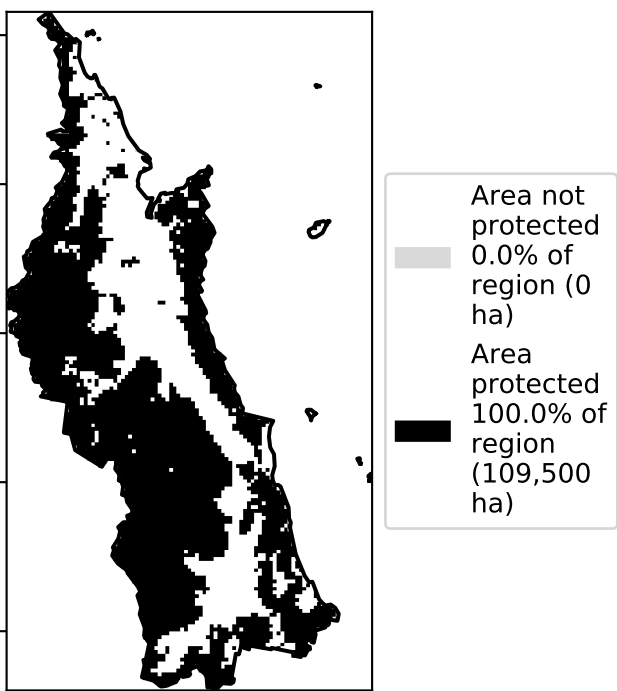 Area not
protected
0.0% of
region (0
ha)
Area
protected
100.0% of
region
(109,500
ha)